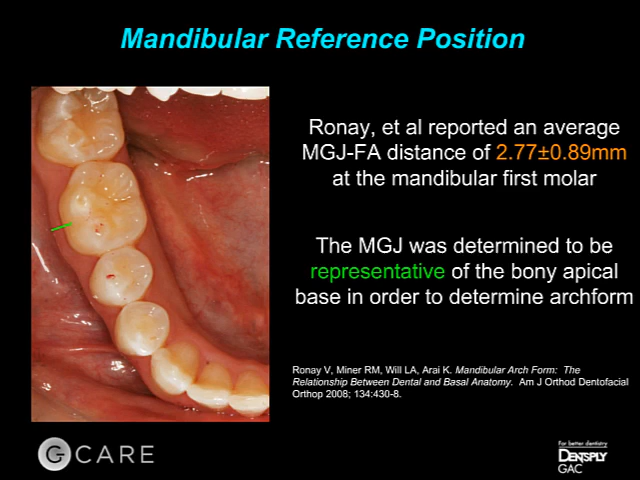 Mandibular Reference Position
Ronay, et al reported an average
MGJ-FA distance of 2.77±0.89mm
at the mandibular first molar
The MGJ was determined to be
representative of the bony apical
base in order to determine archform
Ronay V, Miner RM, Will LA, Arai K. Mandibular Arch Form: The
Relationship Between Dental and Basal Anatomy. Am J Orthod Dentofacial
Orthop 2008; 134:430-8.
G CARE
For better dentistry
DENTSPLY
GAC